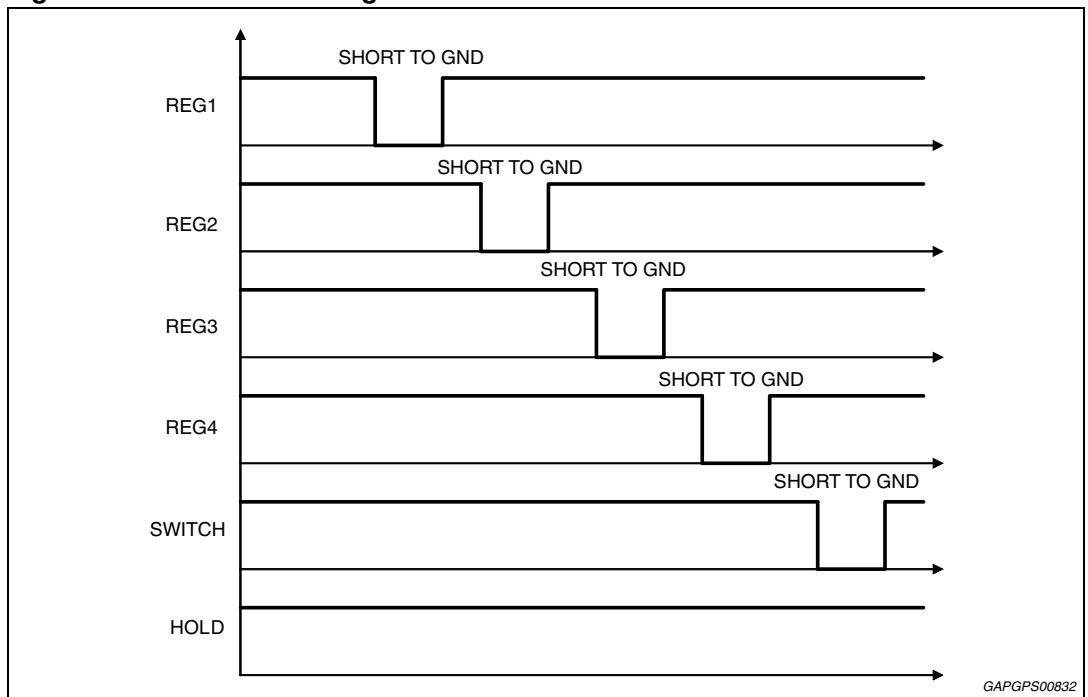 SHORT TO GND
REG1
SHORT TO GND
REG2
SHORT TO GND
REG3
SHORT TO GND
REG4
SHORT TO GND
SWITCH
HOLD
GAPGPS00832